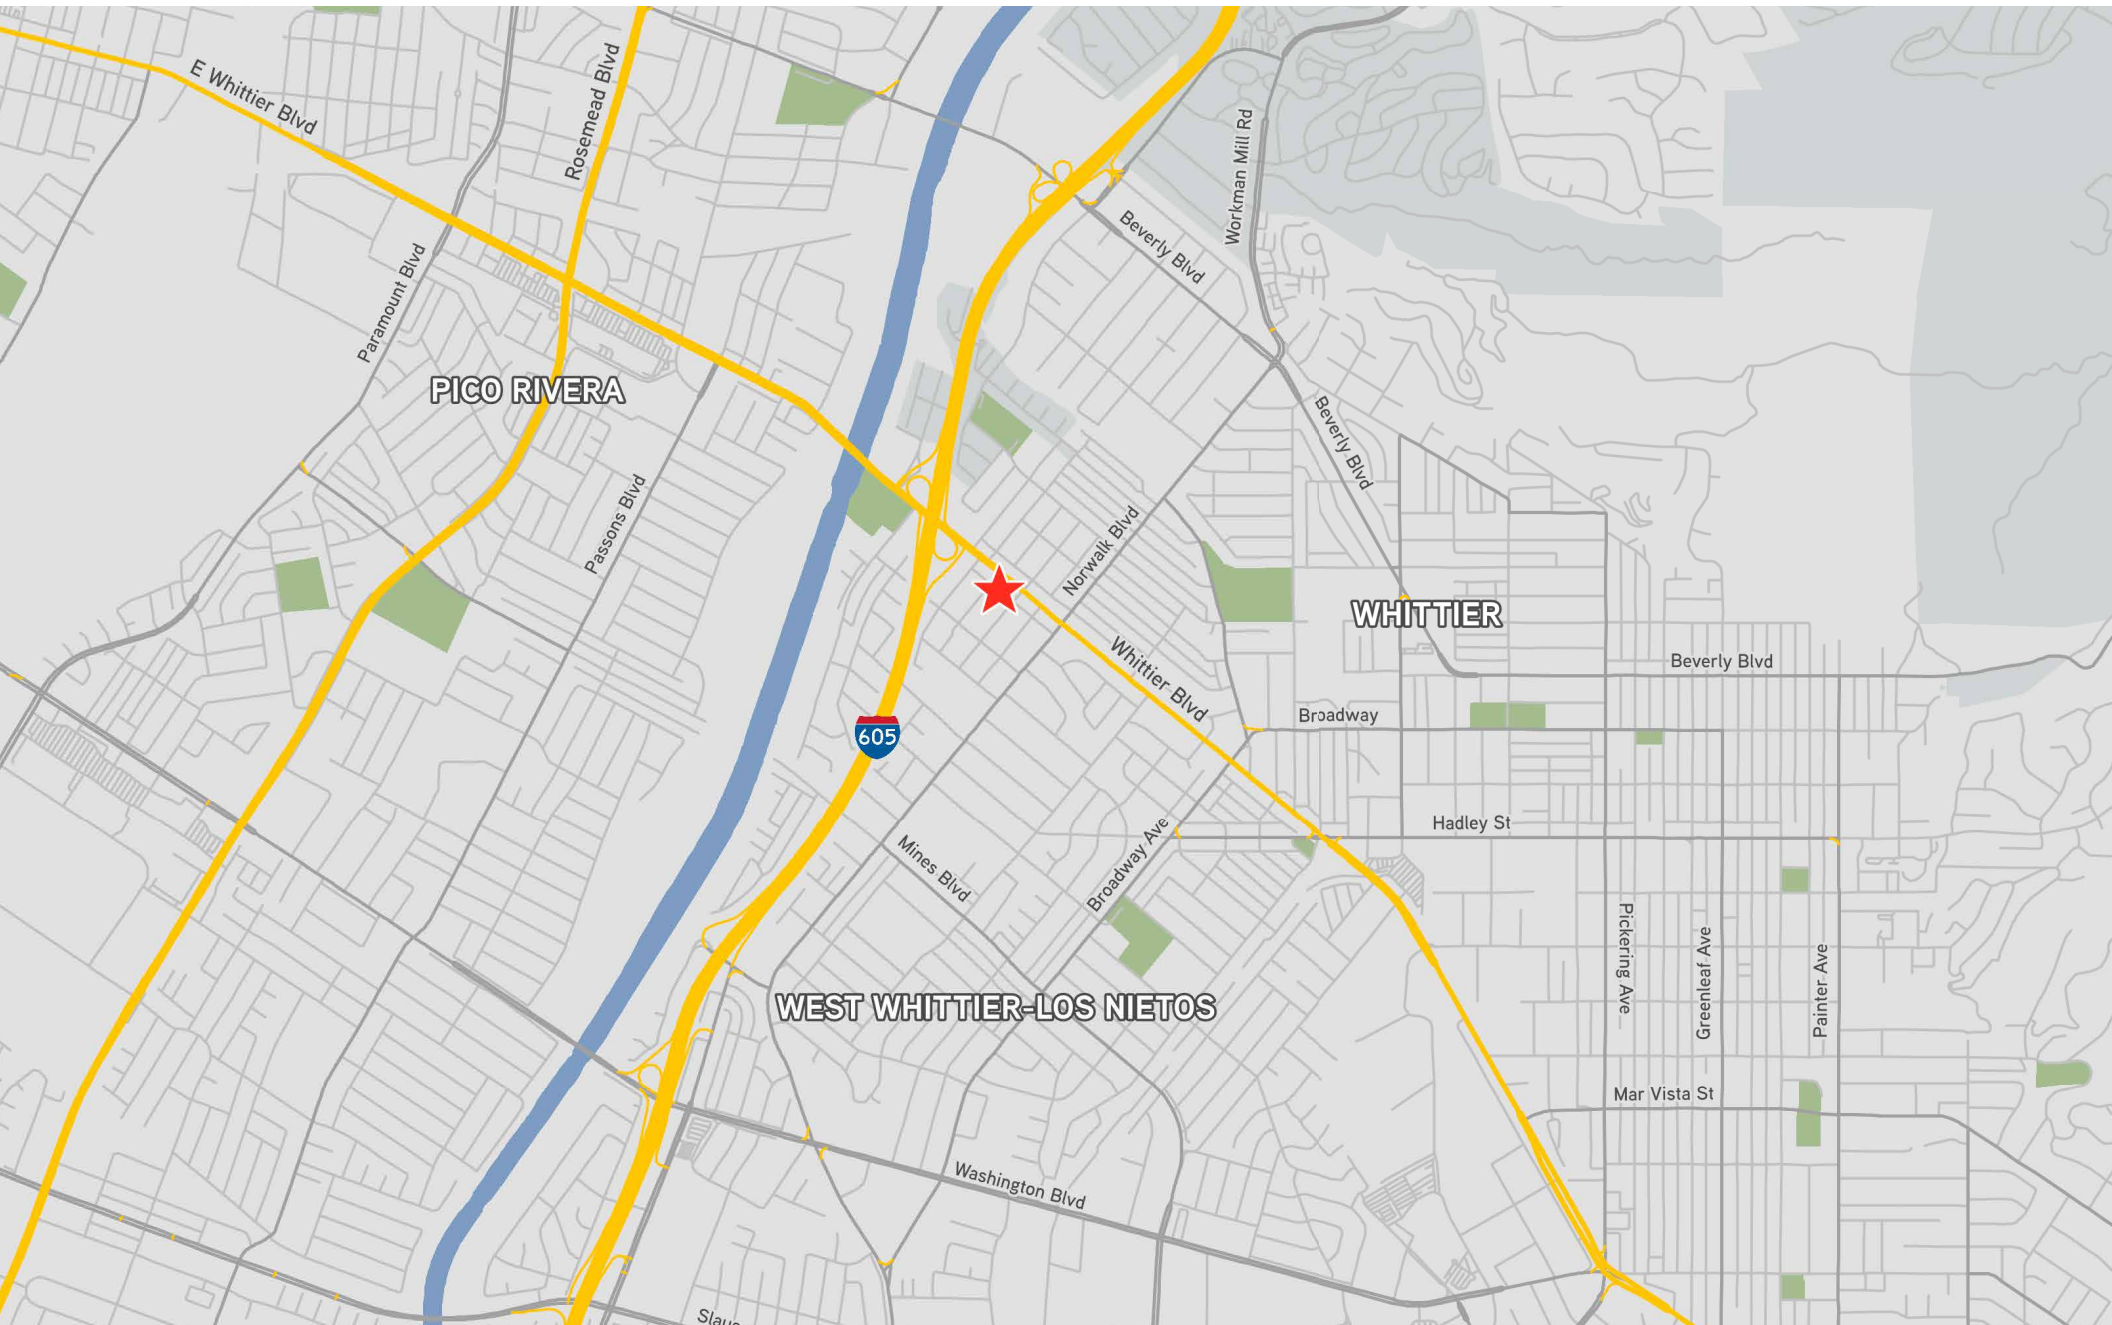 E Whittier Blvd
Rosemead Blvd
Workman Mill Rd
Beverly Blvd
Paramount Blvd
PICO RIVERA
Beverly Blvd
Passons Blvd
Norwalk Blvd
WHITTIER
Whittier Blvd
Beverly Blvd
Broadway
605
Hadley St
Mines Blvd
Broadway Ave
Pickering Ave
Greenleaf Ave
Painter Ave
WEST WHITTIER-LOS NIETOS
Mar Vista St
Washington Blvd